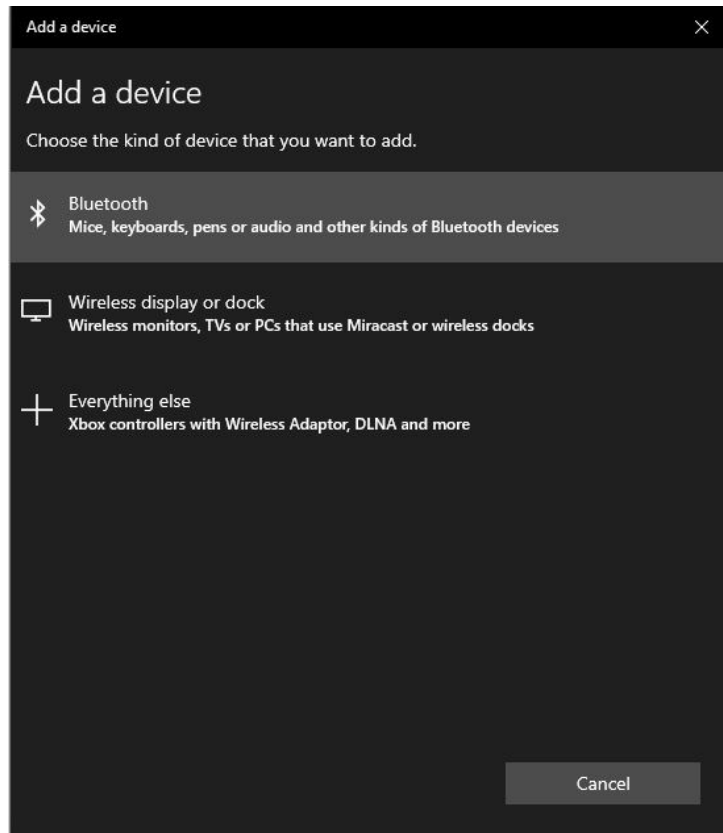 Add a device
Add a device
Choose the kind of device that you want to add.
Bluetooth
Mice, keyboards, pens or audio and other kinds of Bluetooth devices
Wireless display or dock
Wireless monitors, TVs or PCs that use Miracast or wireless docks
Everything else
Xbox controllers with Wireless Adaptor, DLNA and more
Cancel